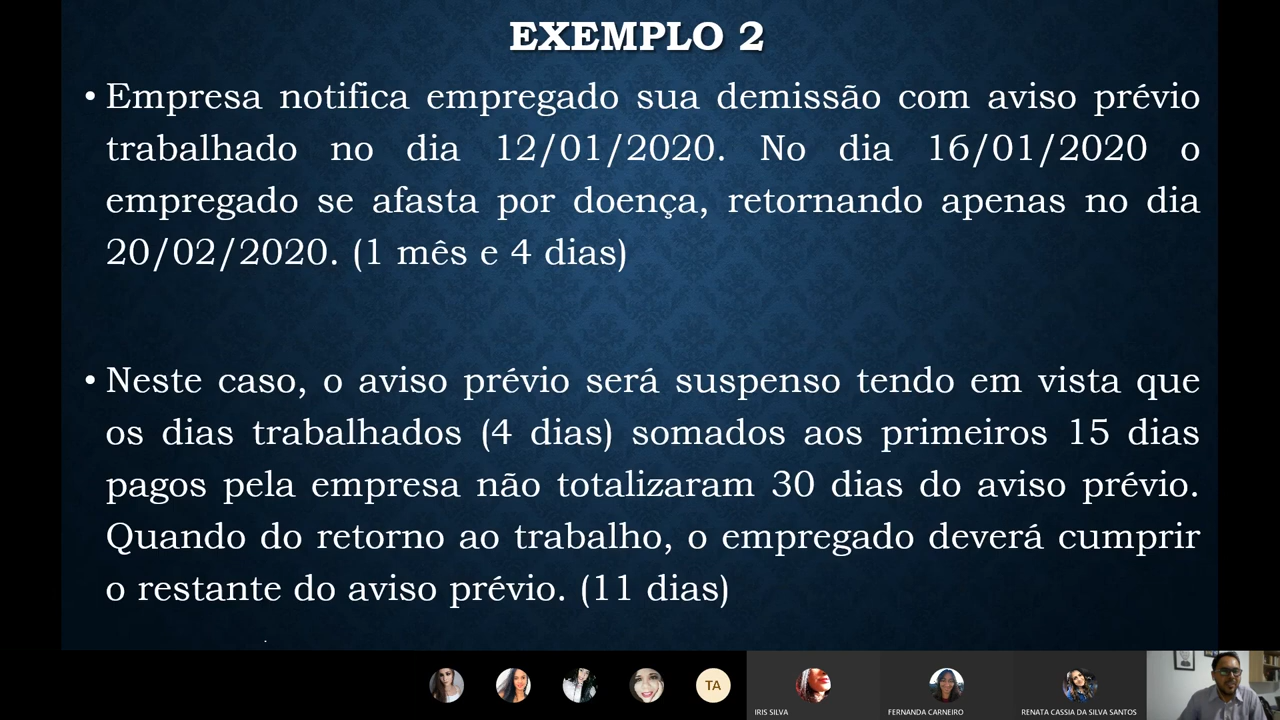 EXEMPLO 2
• Empresa notifica empregado sua demissão com aviso prévio
trabalhado no dia 12/01/2020. No dia 16/01/2020 o
empregado se afasta por doença, retornando apenas no dia
20/02/2020. (1 mês e 4 dias)
• Neste caso, o aviso prévio será suspenso tendo em vista que
os dias trabalhados (4 dias) somados aos primeiros 15 dias
pagos pela empresa não totalizaram 30 dias do aviso prévio.
Quando do retorno ao trabalho, o empregado deverá cumprir
o restante do aviso prévio. (11 dias)
TA
IRIS SILVA
FERNANDA CARNEIRO
RENATA CASSIA DA SILVA SANTOS